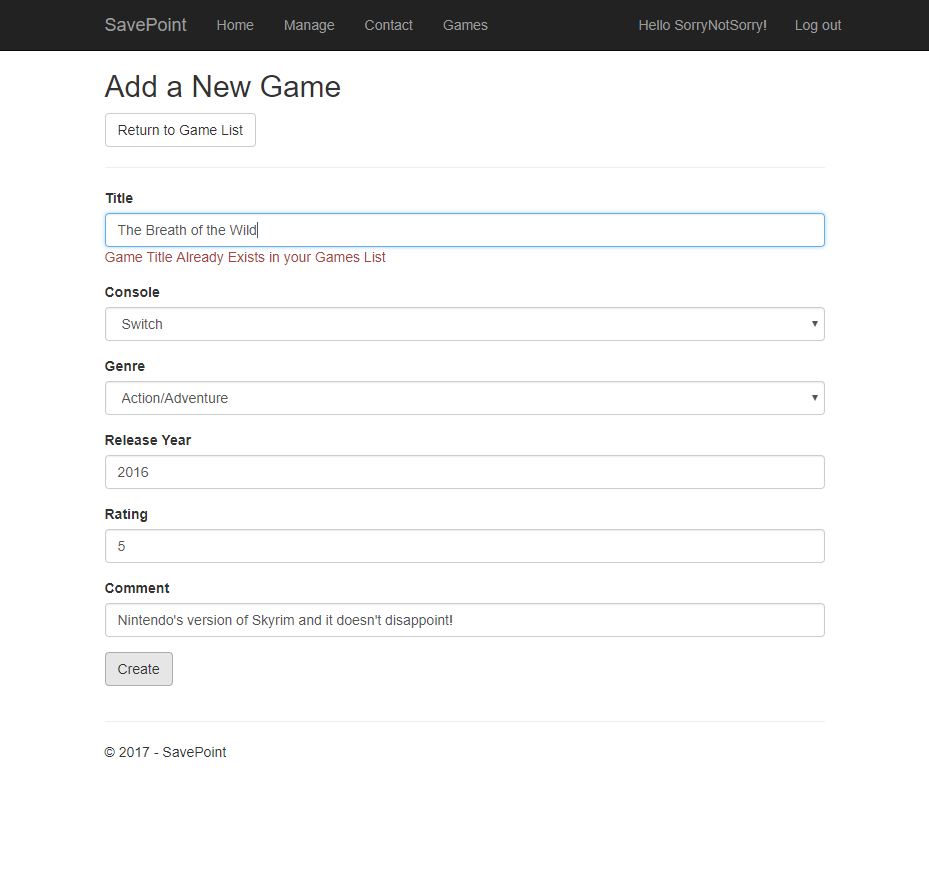 SavePoint Home Manage Contact Games Hello SorryNotSorry! Log out
Add a New Game
Return to Game List
Title
The Breath of the Wild
Game Title Already Exists in your Games List
Console
Switch
Genre
Action/Adventure
Release Year
2016
Rating
5
Comment
Nintendo's version of Skyrim and it doesn't disappoint!
Create
© 2017 - SavePoint